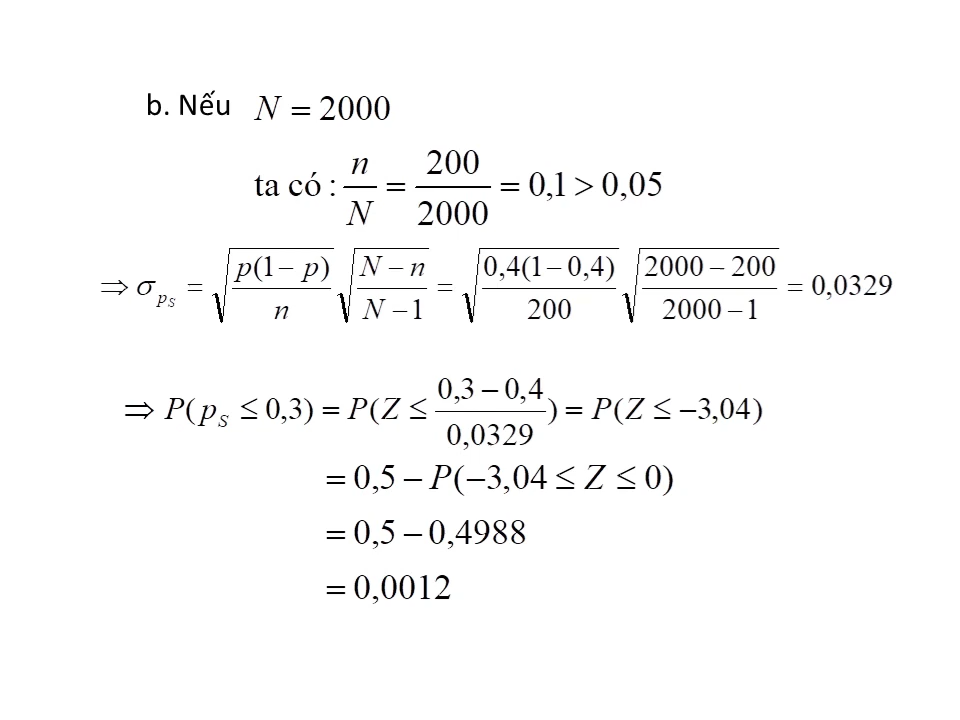 b. Nếu N = 2000
ta có : n/N = 200/2000 = 0,1 > 0,05
⇒ σ_{p_S} = √(p(1 − p)/n) √((N − n)/(N − 1)) = √(0,4(1 − 0,4)/200) √((2000 − 200)/(2000 − 1)) = 0,0329
⇒ P(p_S ≤ 0,3) = P(Z ≤ (0,3 − 0,4)/0,0329) = P(Z ≤ −3,04)
= 0,5 − P(−3,04 ≤ Z ≤ 0)
= 0,5 − 0,4988
= 0,0012